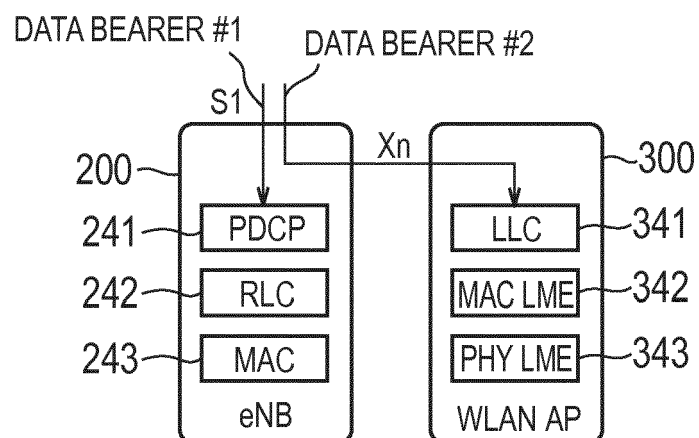 DATA BEARER #1
DATA BEARER #2
S1
Xn
200
300
241
PDCP
LLC
341
242
RLC
MAC LME
342
243
MAC
PHY LME
343
eNB
WLAN AP